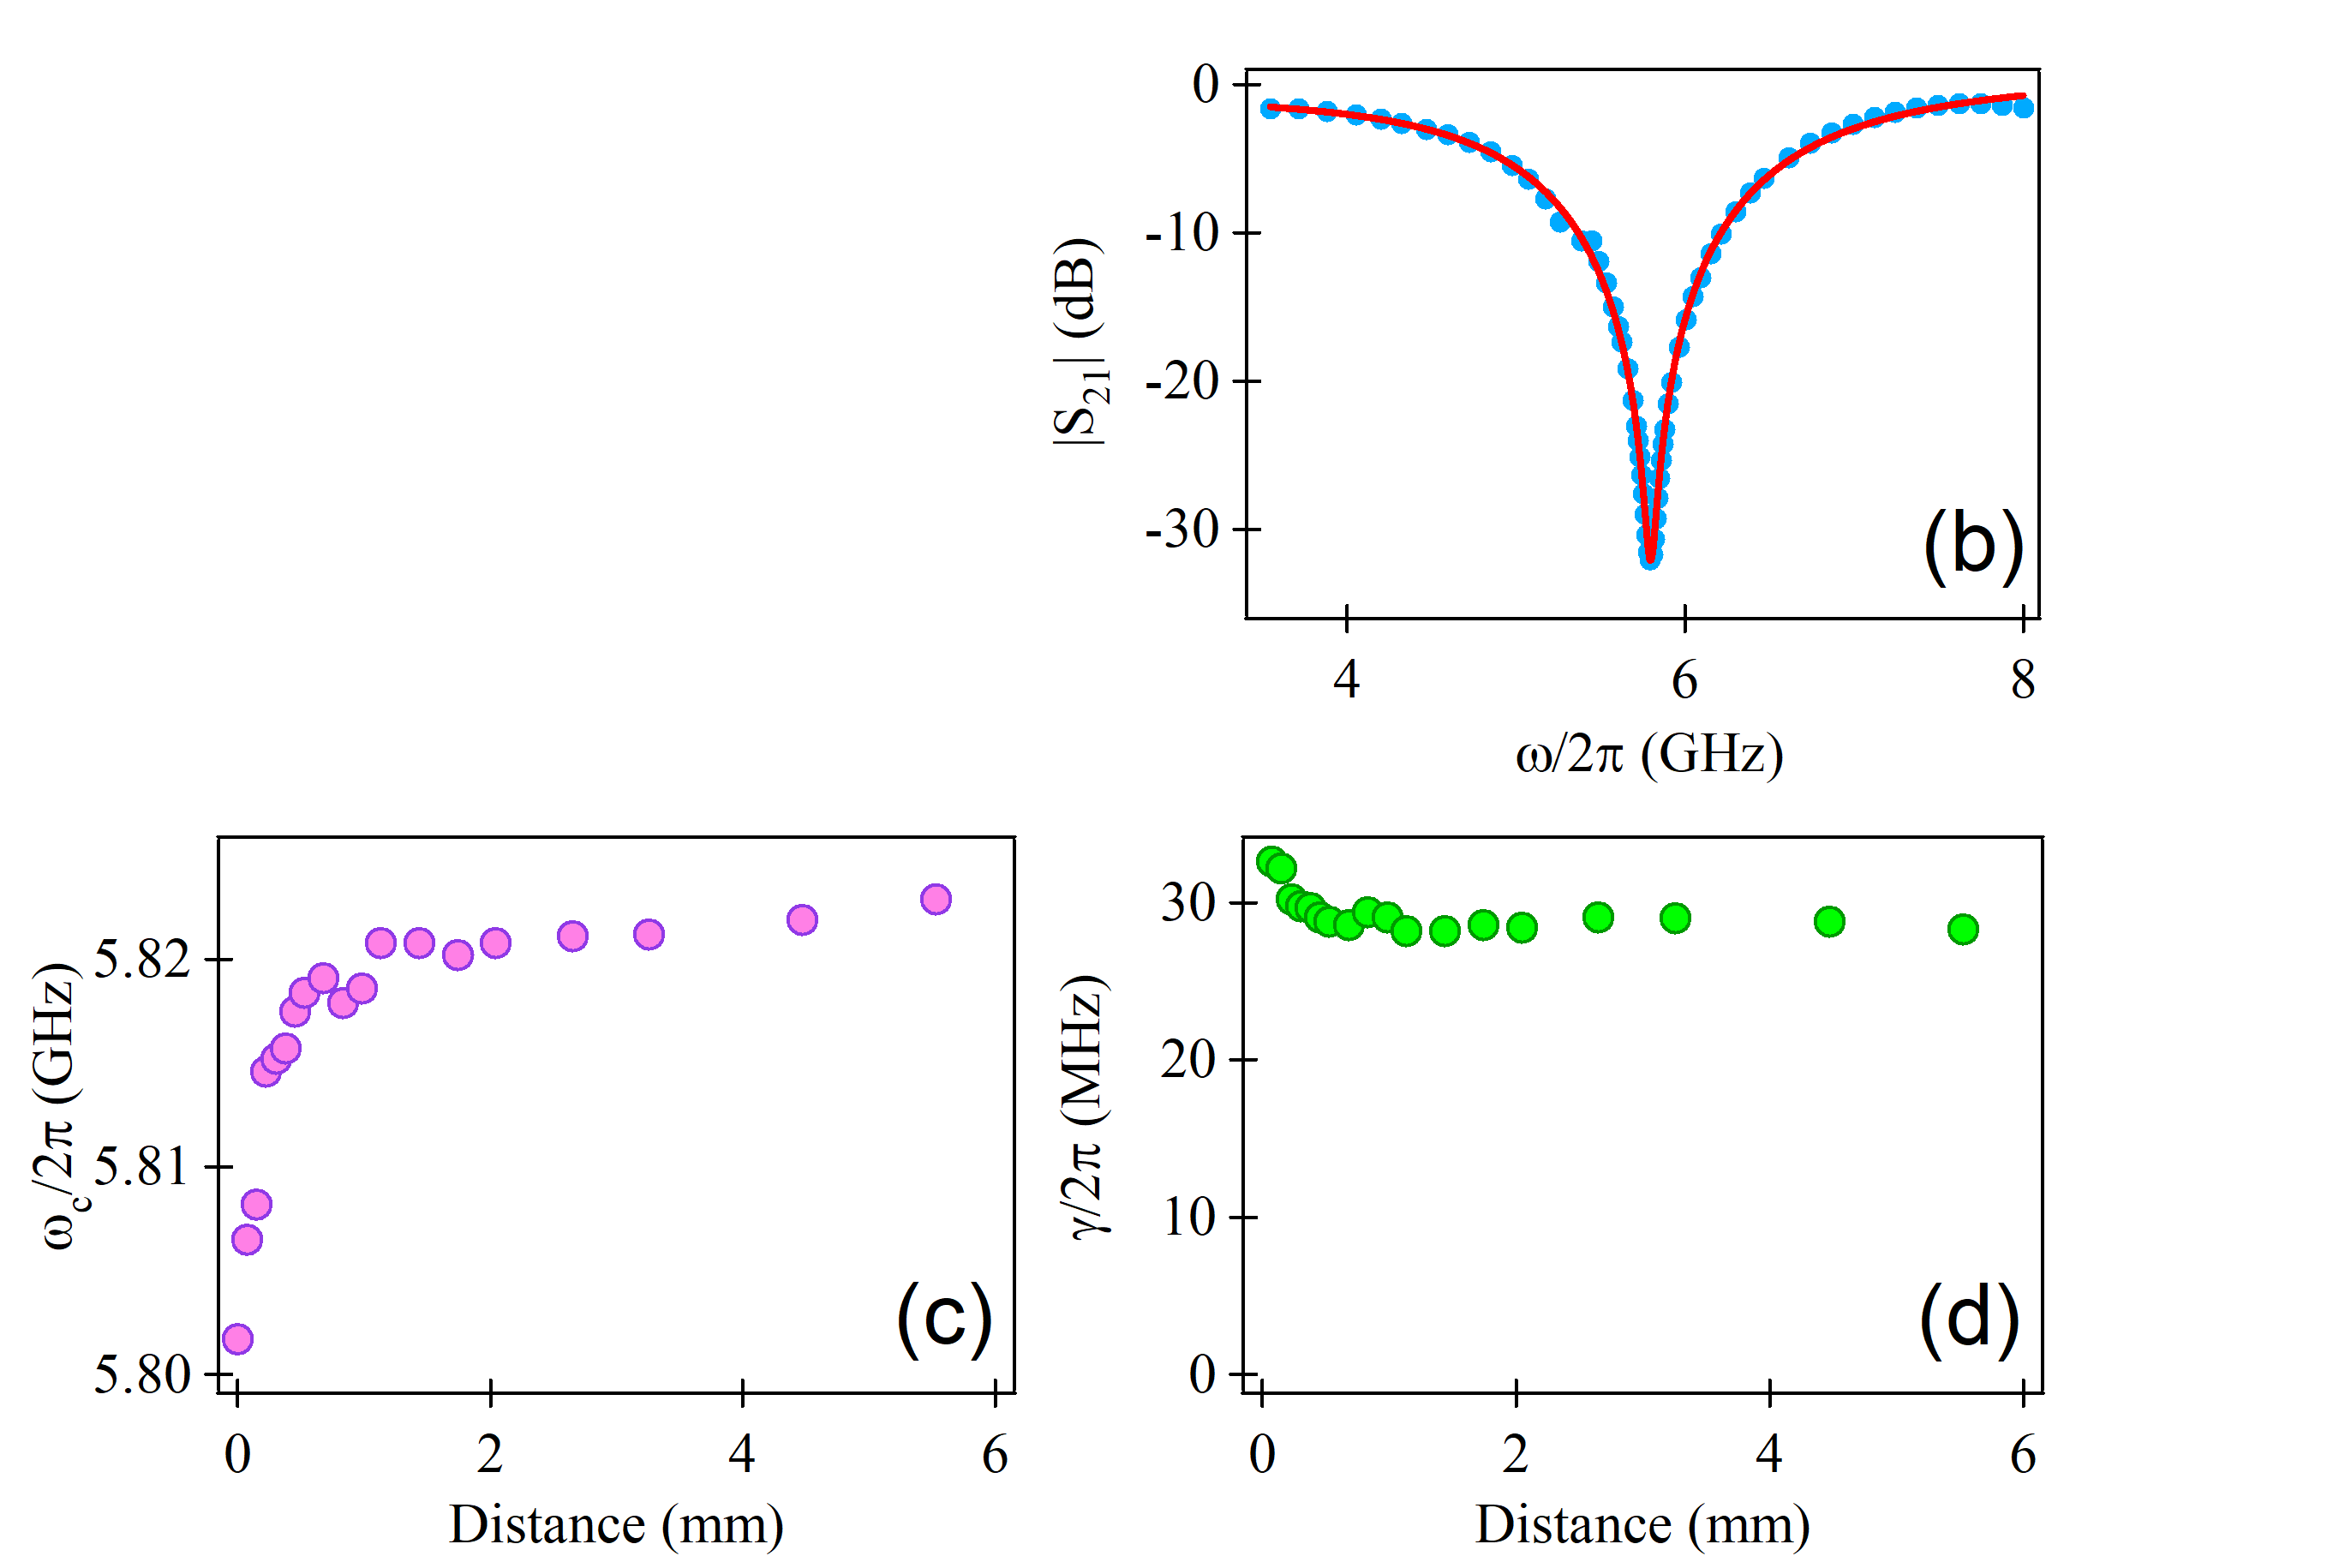 0
-10
-20
-30
|S21| (dB)
(b)
4 6 8
ω/2π (GHz)
5.82
5.81
5.80
ωc/2π (GHz)
(c)
0 2 4 6
Distance (mm)
30
20
10
0
γ/2π (MHz)
(d)
0 2 4 6
Distance (mm)